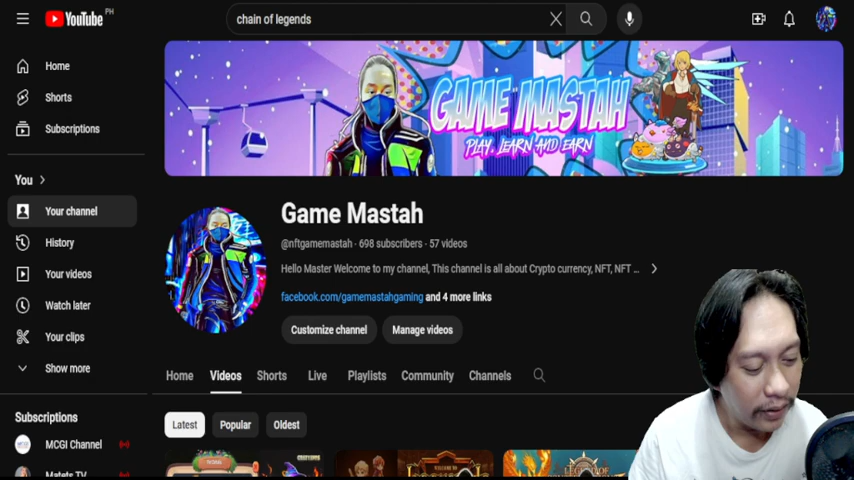 YouTube PH
chain of legends
Home
Shorts
Subscriptions
You
Your channel
History
Your videos
Watch later
Your clips
Show more
Subscriptions
MCGI Channel
Matets TV
GAME MASTAH
PLAY, LEARN AND EARN
Game Mastah
@nftgamemastah · 698 subscribers · 57 videos
Hello Master Welcome to my channel, This channel is all about Crypto currency, NFT, NFT ...
facebook.com/gamemastahgaming and 4 more links
Customize channel Manage videos
Home Videos Shorts Live Playlists Community Channels
Latest Popular Oldest